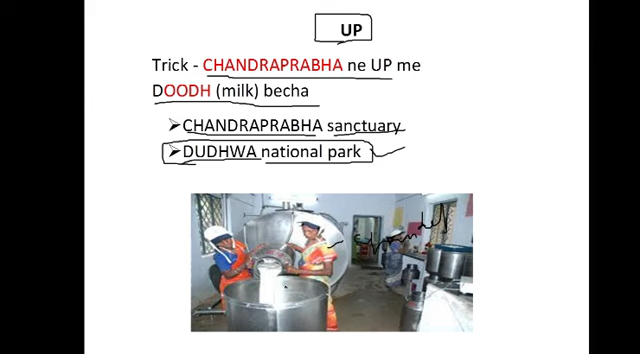 UP
Trick - CHANDRAPRABHA ne UP me
DOODH (milk) becha
➤CHANDRAPRABHA sanctuary
➤DUDHWA national park